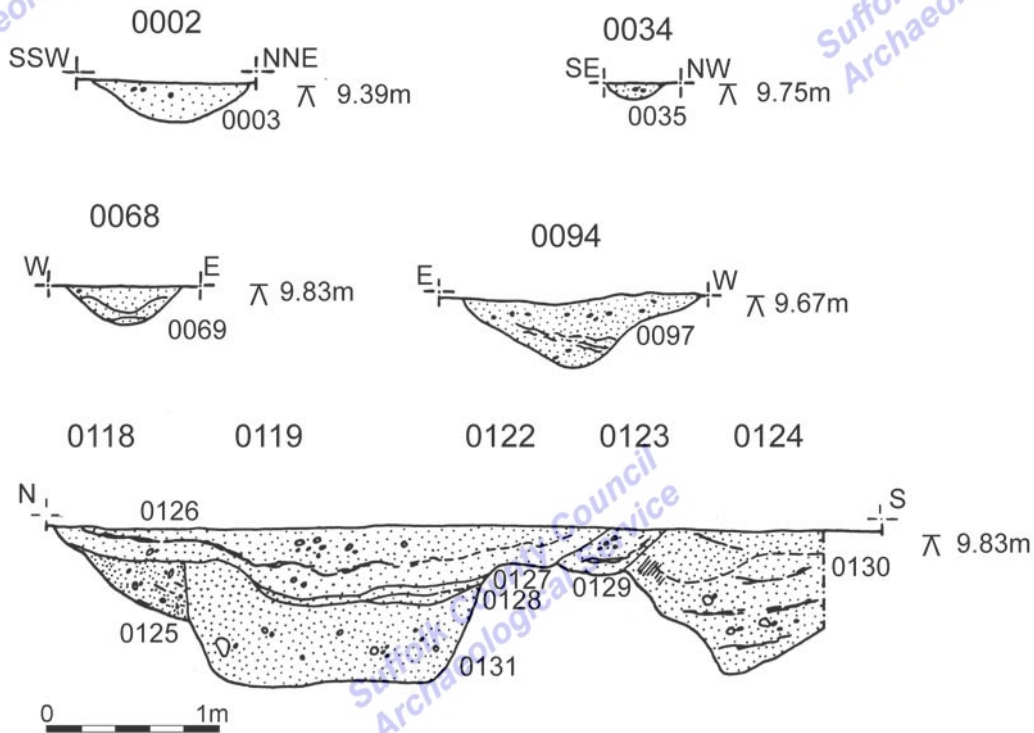 0002
SSW NNE
9.39m
0003
0034
SE NW
9.75m
0035
0068
W E
9.83m
0069
0094
E W
9.67m
0097
0118 0119 0122 0123 0124
N S
0126
9.83m
0127 0129 0130
0128
0125
0131
0 1m
Suffolk County Council
Archaeological Service
Suffo
Archaeolo